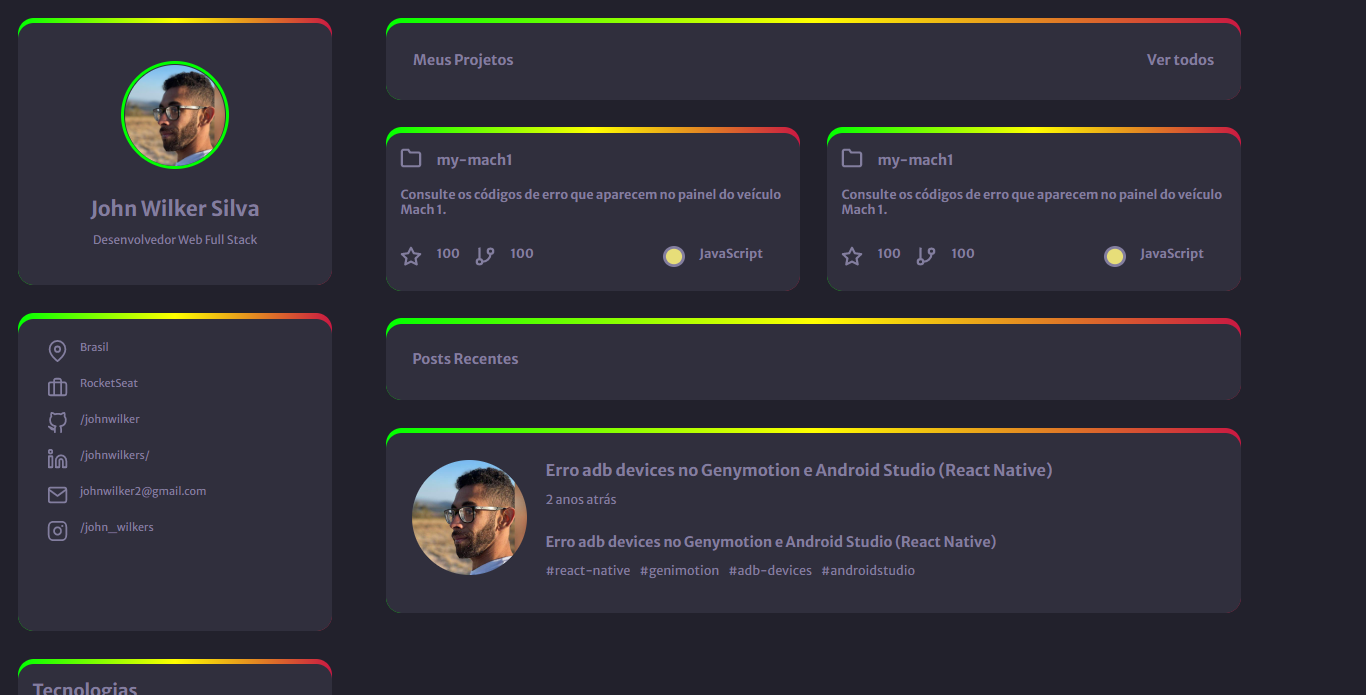 John Wilker Silva
Desenvolvedor Web Full Stack
Brasil
RocketSeat
/johnwilker
/johnwilkers/
johnwilker2@gmail.com
/john_wilkers
Tecnologias
Meus Projetos
Ver todos
my-mach1
Consulte os códigos de erro que aparecem no painel do veículo
Mach 1.
100
100
JavaScript
my-mach1
Consulte os códigos de erro que aparecem no painel do veículo
Mach 1.
100
100
JavaScript
Posts Recentes
Erro adb devices no Genymotion e Android Studio (React Native)
2 anos atrás
Erro adb devices no Genymotion e Android Studio (React Native)
#react-native #genimotion #adb-devices #androidstudio